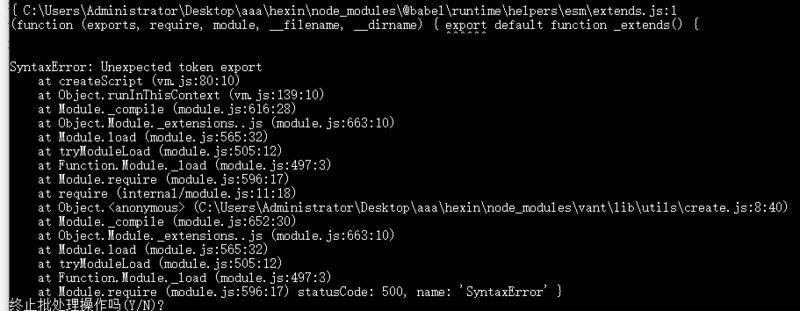 { C:\Users\Administrator\Desktop\aaa\hexin\node_modules\@babel\runtime\helpers\esm\extends.js:1
(function (exports, require, module, __filename, __dirname) { export default function _extends() {
^^^^^^
SyntaxError: Unexpected token export
at createScript (vm.js:80:10)
at Object.runInThisContext (vm.js:139:10)
at Module._compile (module.js:616:28)
at Object.Module._extensions..js (module.js:663:10)
at Module.load (module.js:565:32)
at tryModuleLoad (module.js:505:12)
at Function.Module._load (module.js:497:3)
at Module.require (module.js:596:17)
at require (internal/module.js:11:18)
at Object.<anonymous> (C:\Users\Administrator\Desktop\aaa\hexin\node_modules\vant\lib\utils\create.js:8:40)
at Module._compile (module.js:652:30)
at Object.Module._extensions..js (module.js:663:10)
at Module.load (module.js:565:32)
at tryModuleLoad (module.js:505:12)
at Function.Module._load (module.js:497:3)
at Module.require (module.js:596:17) statusCode: 500, name: 'SyntaxError' }
终止批处理操作吗(Y/N)?